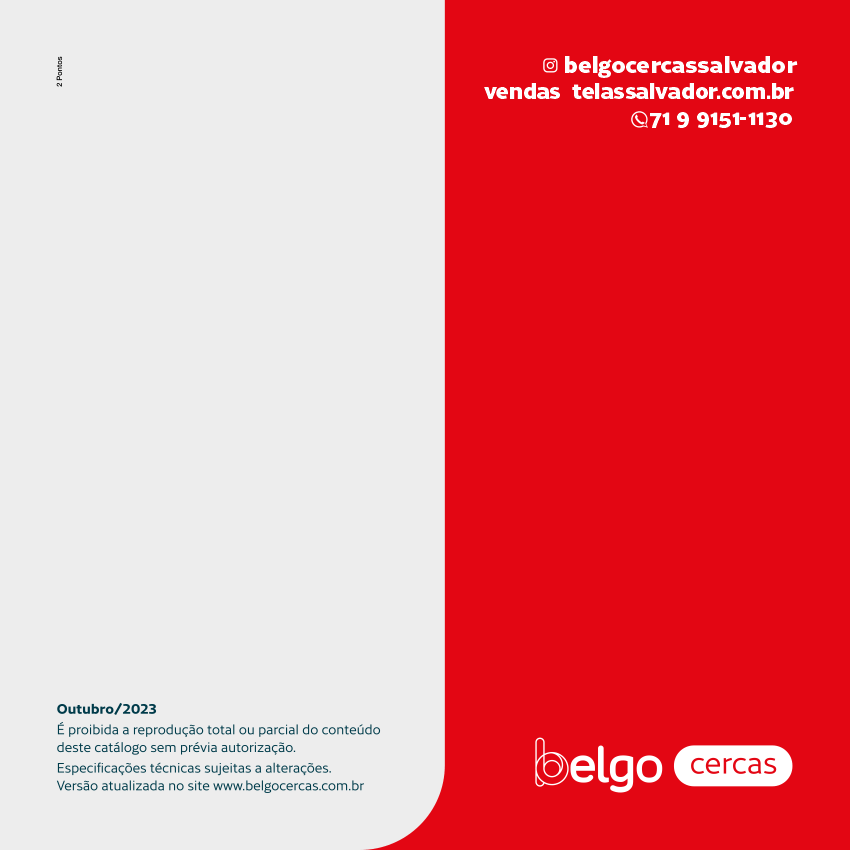 2 Pontos
belgocercassalvador
vendas telassalvador.com.br
71 9 9151-1130
Outubro/2023
É proibida a reprodução total ou parcial do conteúdo
deste catálogo sem prévia autorização.
Especificações técnicas sujeitas a alterações.
Versão atualizada no site www.belgocercas.com.br
belgo cercas